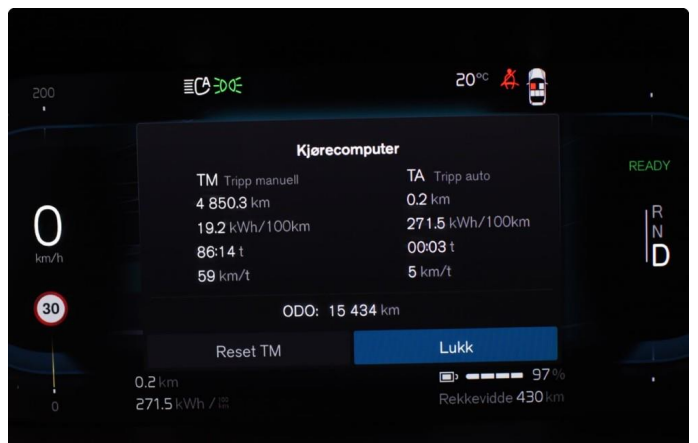 200
20°C
Kjørecomputer
TM Tripp manuell
4 850.3 km
19.2 kWh/100km
86:14 t
59 km/t
TA Tripp auto
0.2 km
271.5 kWh/100km
00:03 t
5 km/t
ODO: 15 434 km
Reset TM
Lukk
0
km/h
30
0
READY
R
N
D
0.2 km
271.5 kWh / 100 km
97%
Rekkevidde 430 km